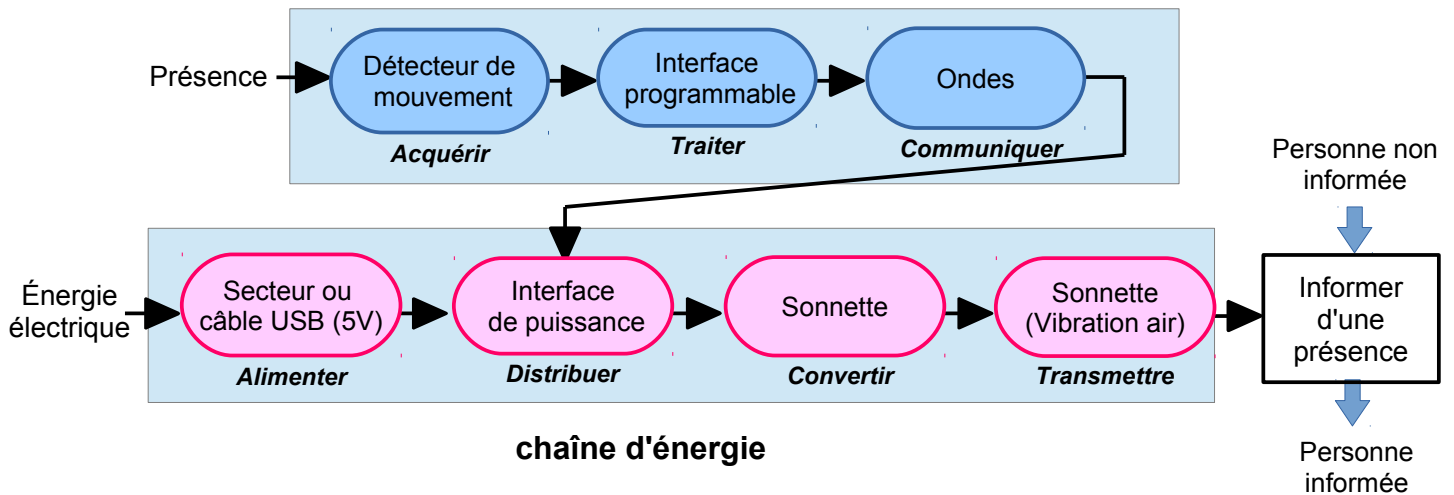 Présence
Détecteur de
mouvement
Acquérir
Interface
programmable
Traiter
Ondes
Communiquer
Personne non
informée
Énergie
électrique
Secteur ou
câble USB (5V)
Alimenter
Interface
de puissance
Distribuer
Sonnette
Convertir
Sonnette
(Vibration air)
Transmettre
Informer
d'une
présence
chaîne d'énergie
Personne
informée